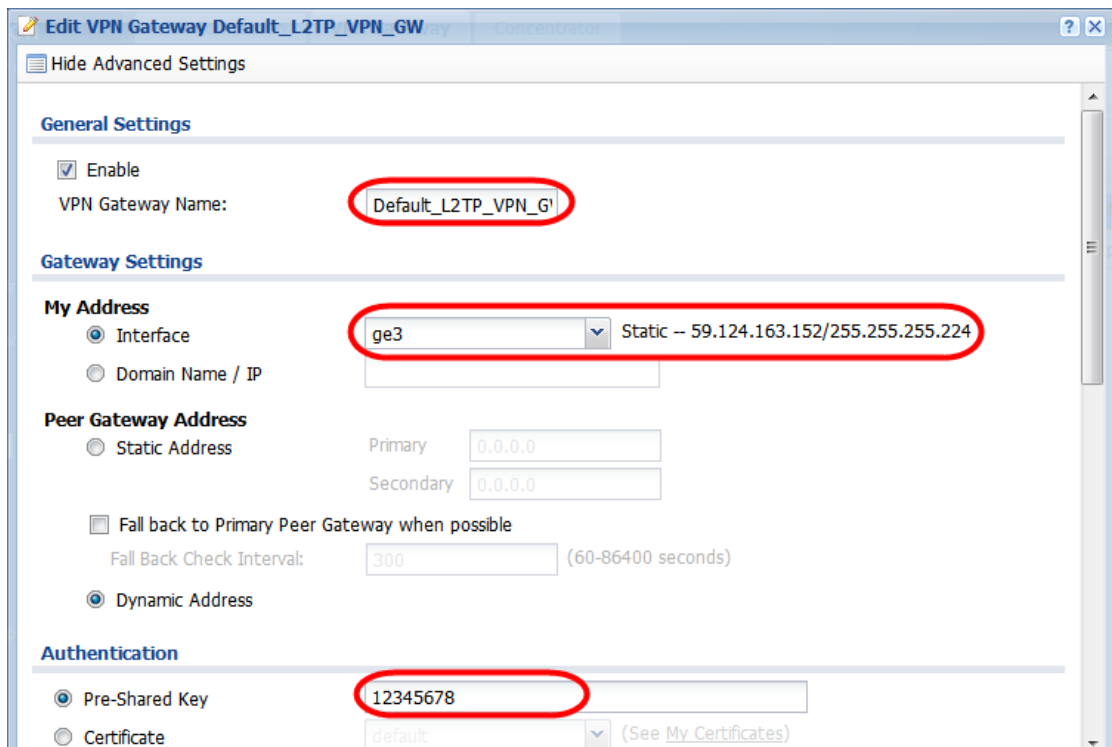 Edit VPN Gateway Default_L2TP_VPN_GW
Concentrator
Hide Advanced Settings
General Settings
Enable
VPN Gateway Name: Default_L2TP_VPN_G
Gateway Settings
My Address
Interface ge3 Static -- 59.124.163.152/255.255.255.224
Domain Name / IP
Peer Gateway Address
Static Address Primary 0.0.0.0
Secondary 0.0.0.0
Fall back to Primary Peer Gateway when possible
Fall Back Check Interval: 300 (60-86400 seconds)
Dynamic Address
Authentication
Pre-Shared Key 12345678
Certificate default (See My Certificates)